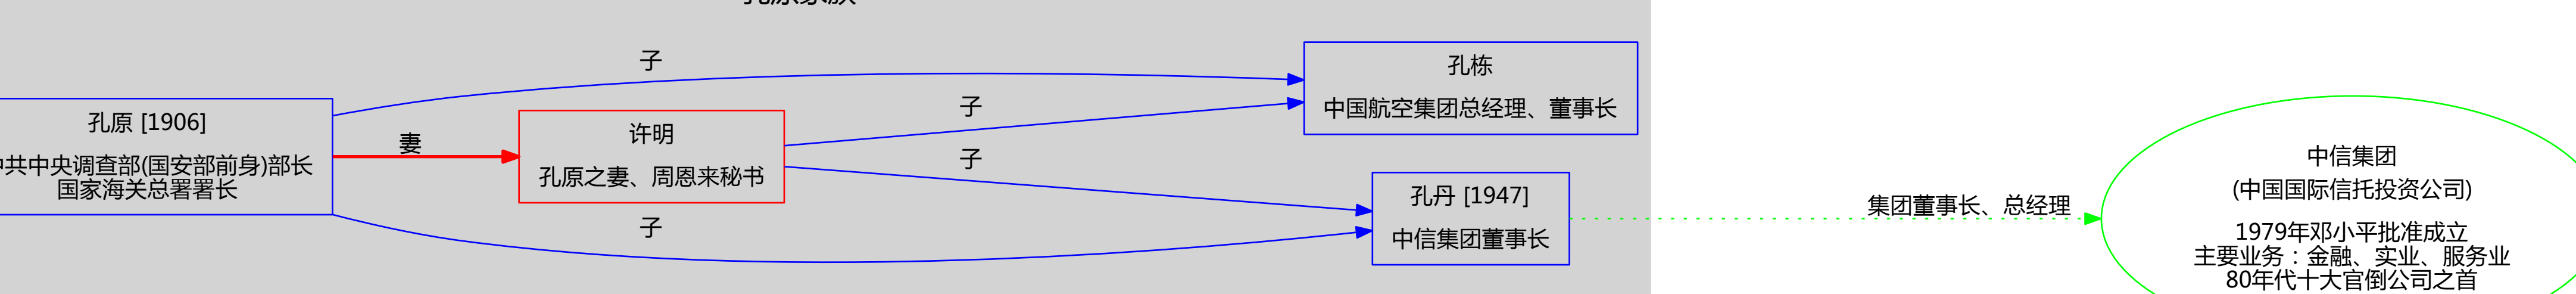 子
孔原 [1906]
共中央调查部(国安部前身)部长
国家海关总署署长
妻
许明
孔原之妻、周恩来秘书
子
子
子
孔栋
中国航空集团总经理、董事长
孔丹 [1947]
中信集团董事长
集团董事长、总经理
中信集团
(中国国际信托投资公司)
1979年邓小平批准成立
主要业务：金融、实业、服务业
80年代十大官倒公司之首